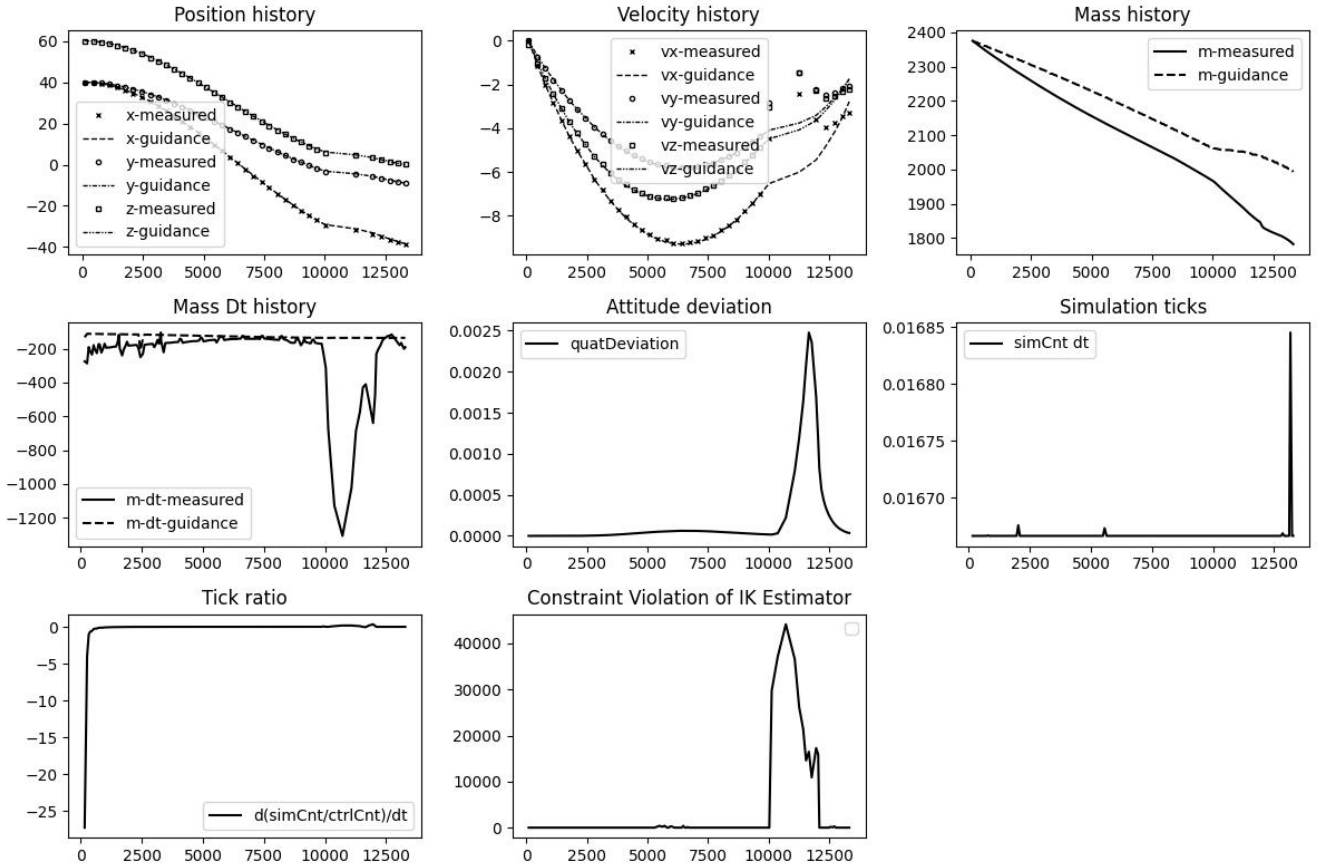 Position history
60
40
20
0
−20
−40
x-measured
x-guidance
y-measured
y-guidance
z-measured
z-guidance
0 2500 5000 7500 10000 12500
Velocity history
0
−2
−4
−6
−8
vx-measured
vx-guidance
vy-measured
vy-guidance
vz-measured
vz-guidance
0 2500 5000 7500 10000 12500
Mass history
2400
2300
2200
2100
2000
1900
1800
m-measured
m-guidance
0 2500 5000 7500 10000 12500
Mass Dt history
−200
−400
−600
−800
−1000
−1200
m-dt-measured
m-dt-guidance
0 2500 5000 7500 10000 12500
Attitude deviation
0.0025
0.0020
0.0015
0.0010
0.0005
0.0000
quatDeviation
0 2500 5000 7500 10000 12500
Simulation ticks
0.01685
0.01680
0.01675
0.01670
simCnt dt
0 2500 5000 7500 10000 12500
Tick ratio
0
−5
−10
−15
−20
−25
d(simCnt/ctrlCnt)/dt
0 2500 5000 7500 10000 12500
Constraint Violation of IK Estimator
40000
30000
20000
10000
0
0 2500 5000 7500 10000 12500